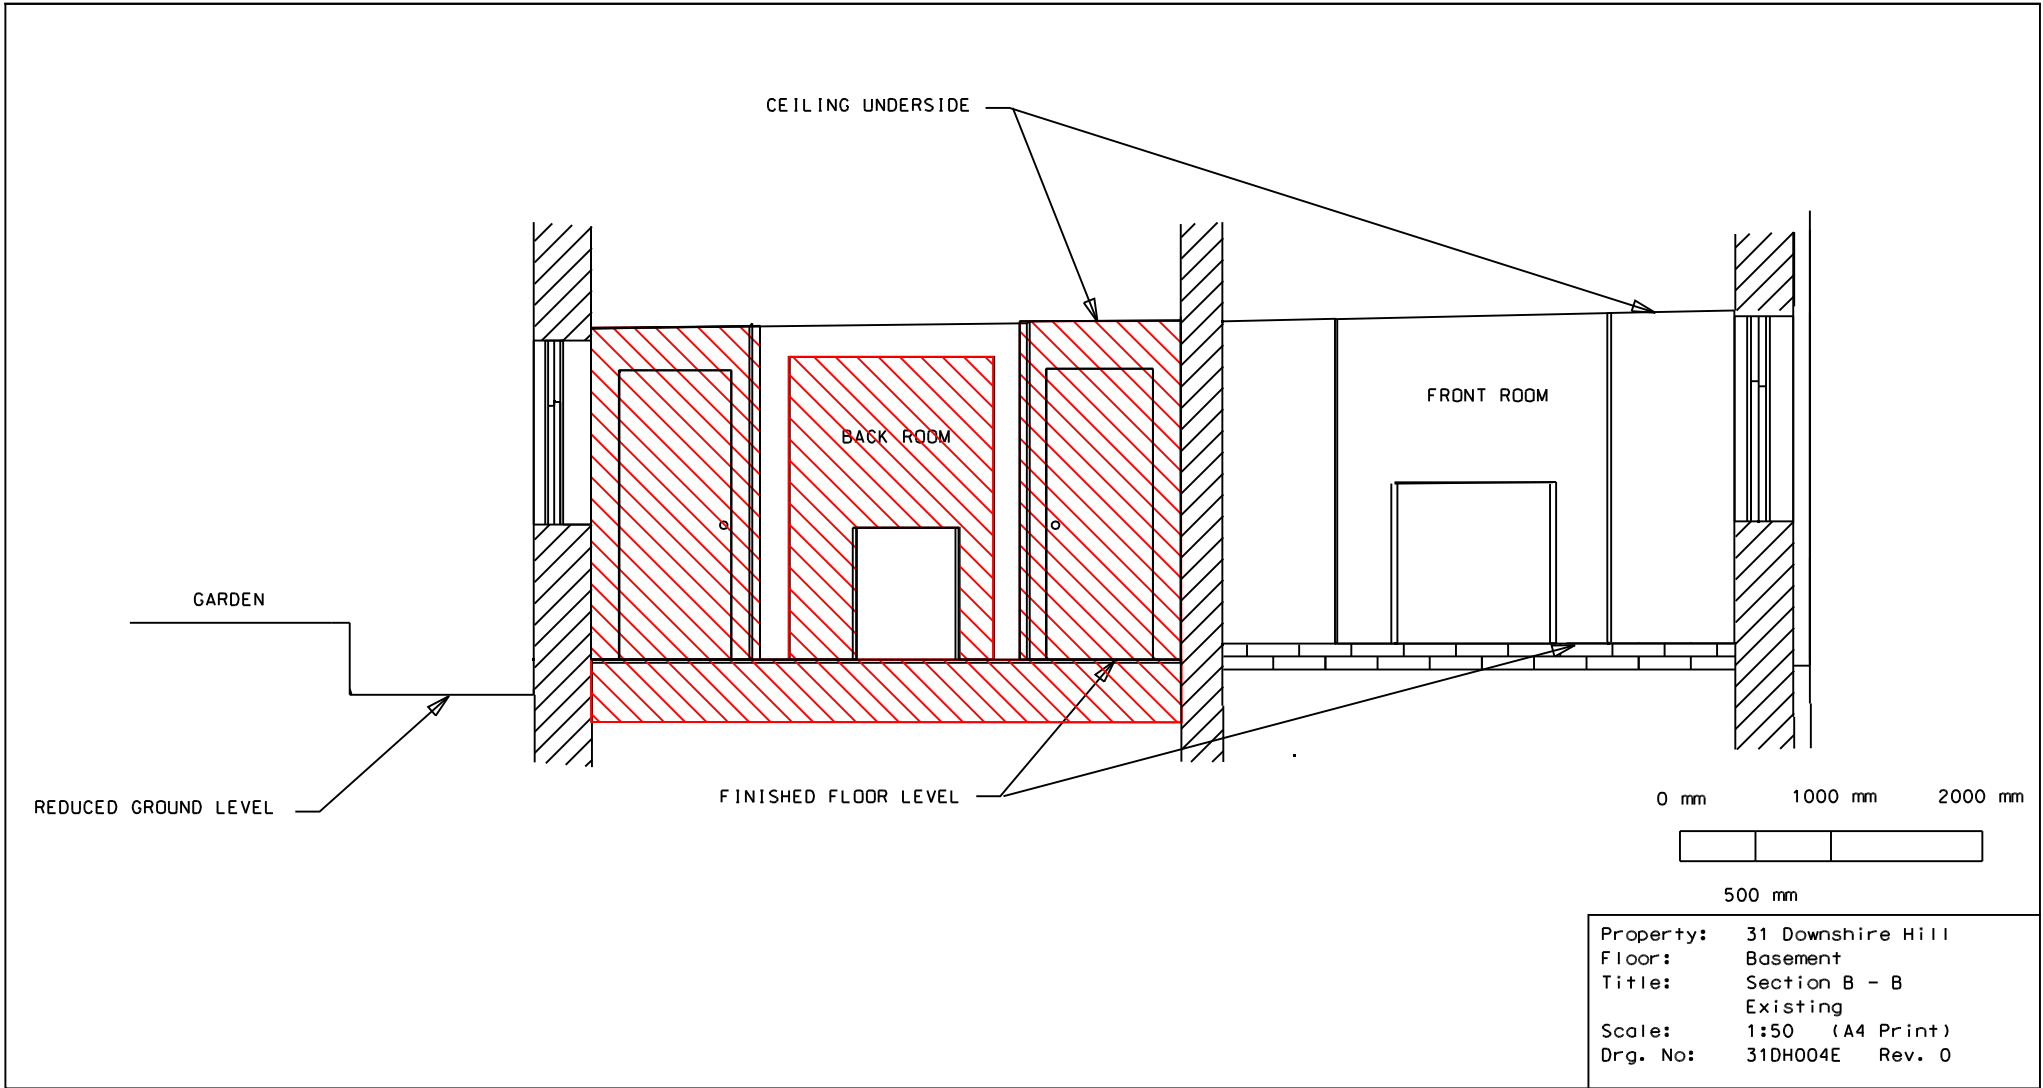 CEILING UNDERSIDE
FRONT ROOM
BACK ROOM
GARDEN
REDUCED GROUND LEVEL
FINISHED FLOOR LEVEL
0 mm 1000 mm 2000 mm
500 mm
Property: 31 Downshire Hill
Floor: Basement
Title: Section B - B
Existing
Scale: 1:50 (A4 Print)
Drg. No: 31DH004E Rev. 0